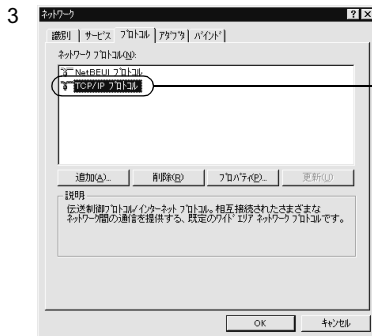 3
ネットワーク
識別 サービス プロトコル アダプタ バインド
ネットワーク プロトコル(N):
NetBEUI プロトコル
TCP/IP プロトコル
追加(A)... 削除(R) プロパティ(P)... 更新(U)
説明
伝送制御プロトコル/インターネット プロトコル。相互接続されたさまざまな
ネットワーク間の通信を提供する、既定のワイド エリア ネットワーク プロトコルです。
OK キャンセル